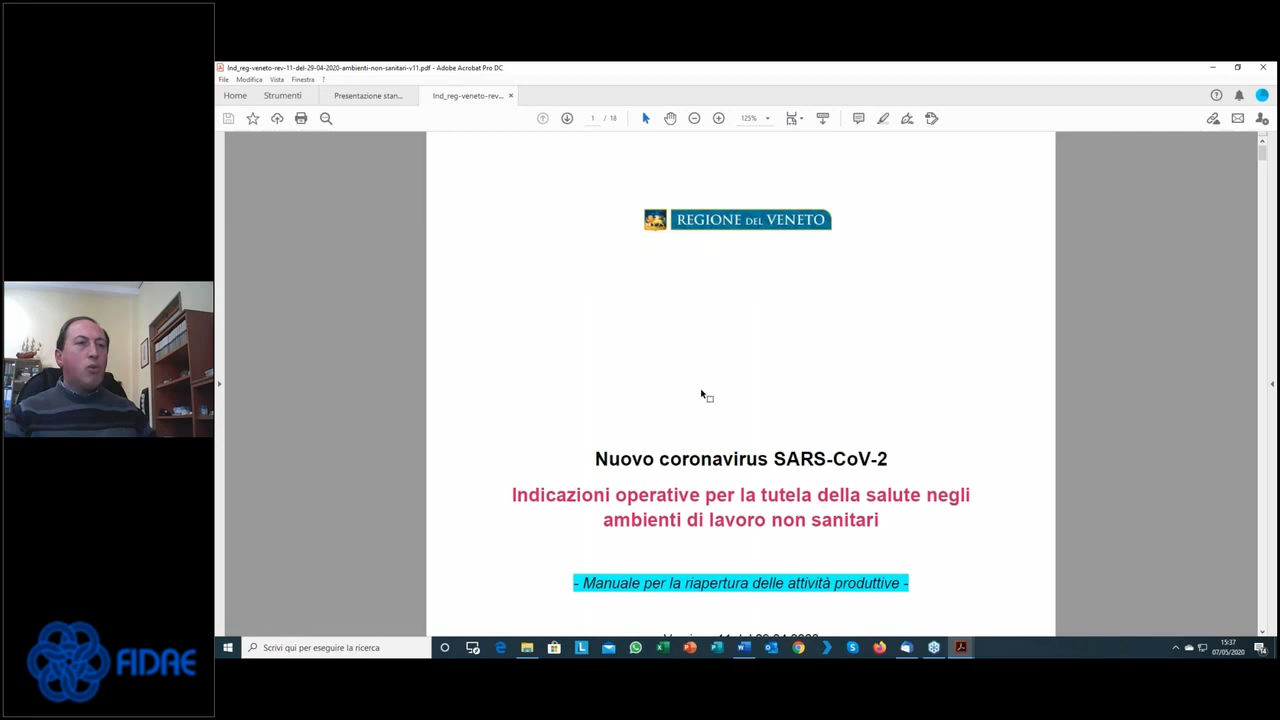 Ind_reg-veneto-rev-11-del-29-04-2020-ambienti-non-sanitari-v11.pdf - Adobe Acrobat Pro DC
File Modifica Vista Finestra ?
Home Strumenti Presentazione stan... Ind_reg-veneto-rev... ×
1 / 18 125%
REGIONE DEL VENETO
Nuovo coronavirus SARS-CoV-2
Indicazioni operative per la tutela della salute negli
ambienti di lavoro non sanitari
- Manuale per la riapertura delle attività produttive -
Scrivi qui per eseguire la ricerca
15:37
07/05/2020
FIDAE